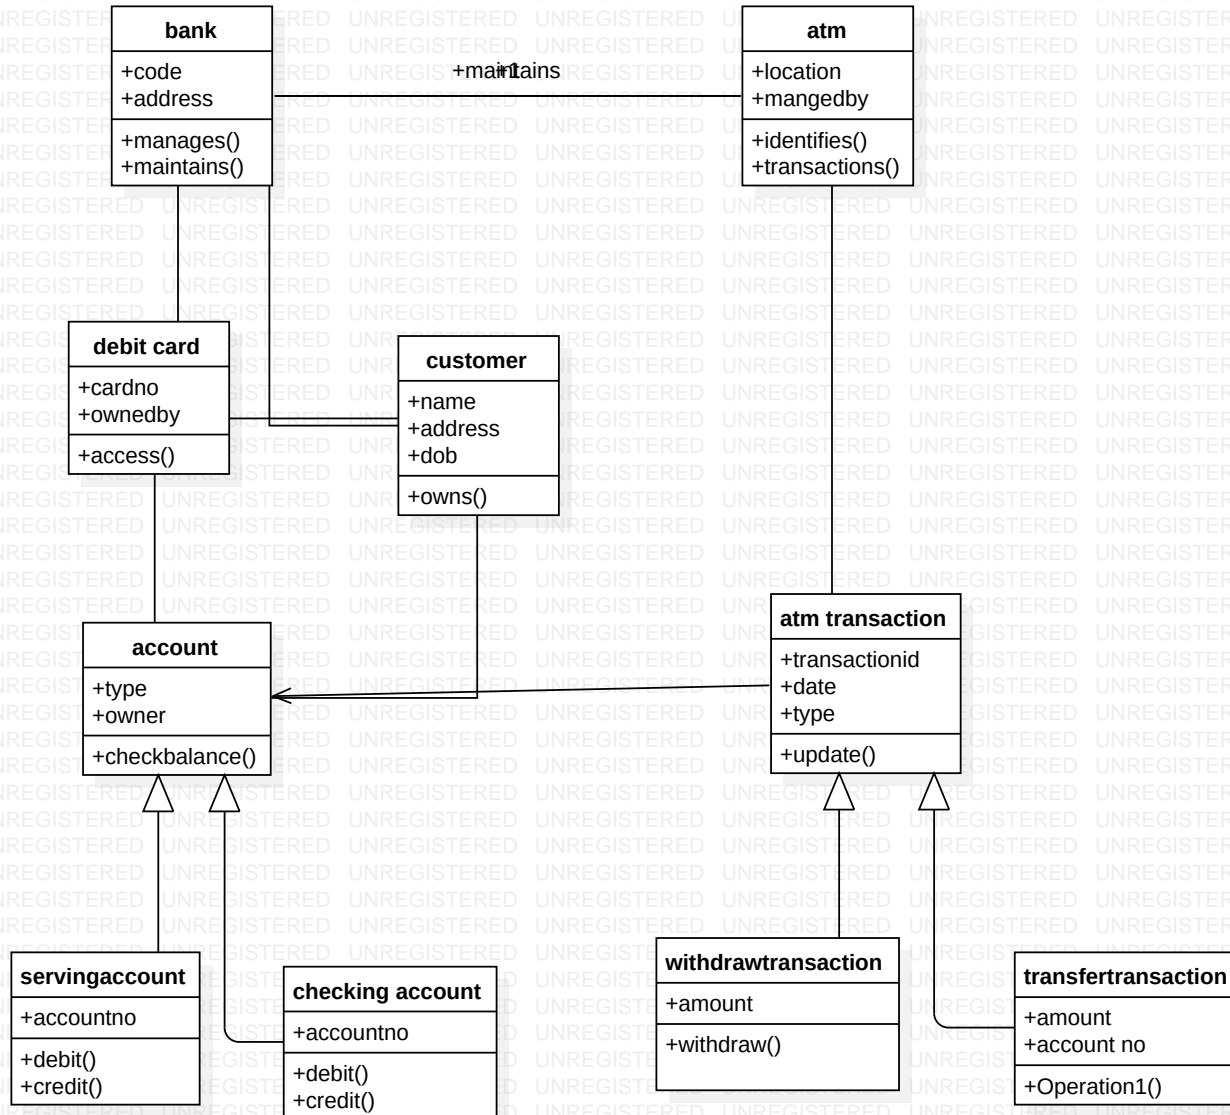 bank
+code
+address
+manages()
+maintains()
+maintains
+1
atm
+location
+mangedby
+identifies()
+transactions()
debit card
+cardno
+ownedby
+access()
customer
+name
+address
+dob
+owns()
account
+type
+owner
+checkbalance()
atm transaction
+transactionid
+date
+type
+update()
servingaccount
+accountno
+debit()
+credit()
checking account
+accountno
+debit()
+credit()
withdrawtransaction
+amount
+withdraw()
transfertransaction
+amount
+account no
+Operation1()
UNREGISTERED